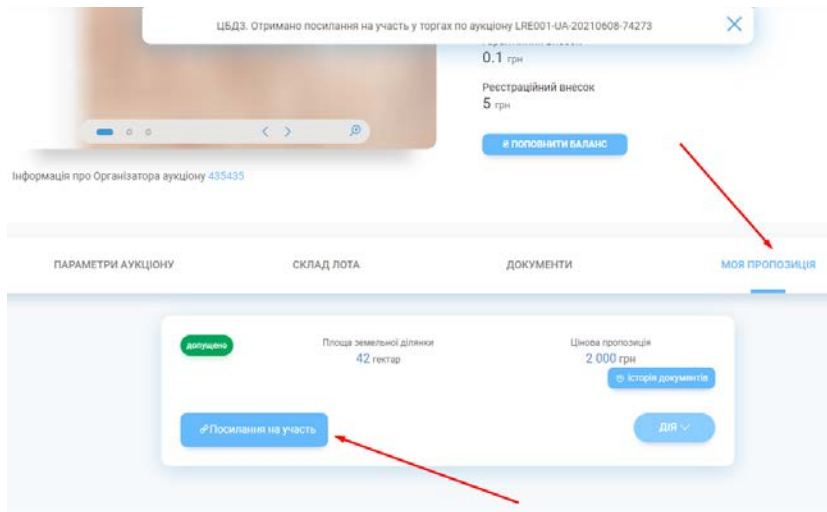 ЦБД3. Отримано посилання на участь у торгах по аукціону LRE001-UA-20210608-74273
0.1 грн
Реєстраційний внесок
5 грн
ПОПОВНИТИ БАЛАНС
Інформація про Організатора аукціону 435435
ПАРАМЕТРИ АУКЦІОНУ
СКЛАД ЛОТА
ДОКУМЕНТИ
МОЯ ПРОПОЗИЦІЯ
допущено
Площа земельної ділянки
42 гектар
Цінова пропозиція
2 000 грн
Історія документів
Посилання на участь
ДІЯ